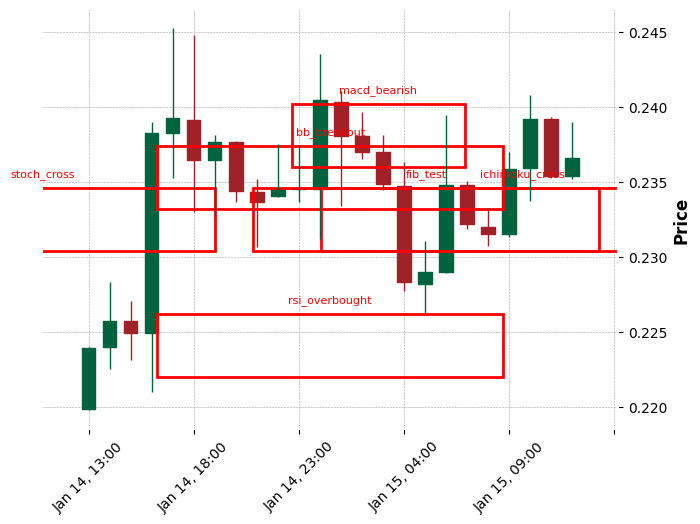 0.245
macd_bearish
0.240
bb_breakout
stoch_cross
fib_test
ichimoku_cross
0.235
Price
0.230
rsi_overbought
0.225
0.220
Jan 14, 13:00
Jan 14, 18:00
Jan 14, 23:00
Jan 15, 04:00
Jan 15, 09:00